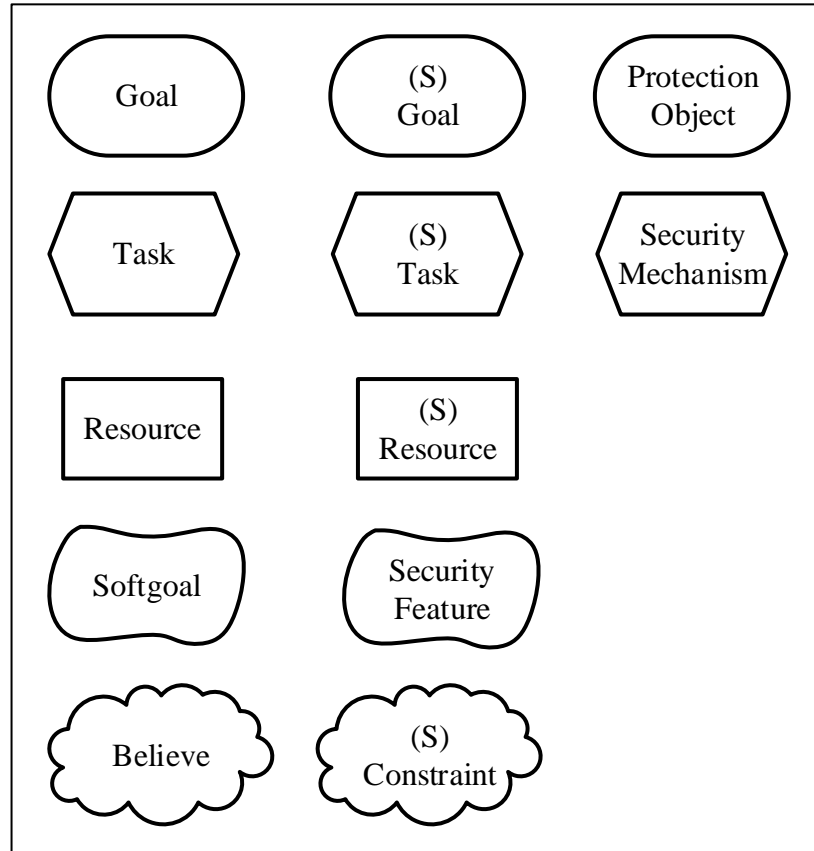 Goal
(S)
Goal
Protection
Object
Task
(S)
Task
Security
Mechanism
Resource
(S)
Resource
Softgoal
Security
Feature
Believe
(S)
Constraint